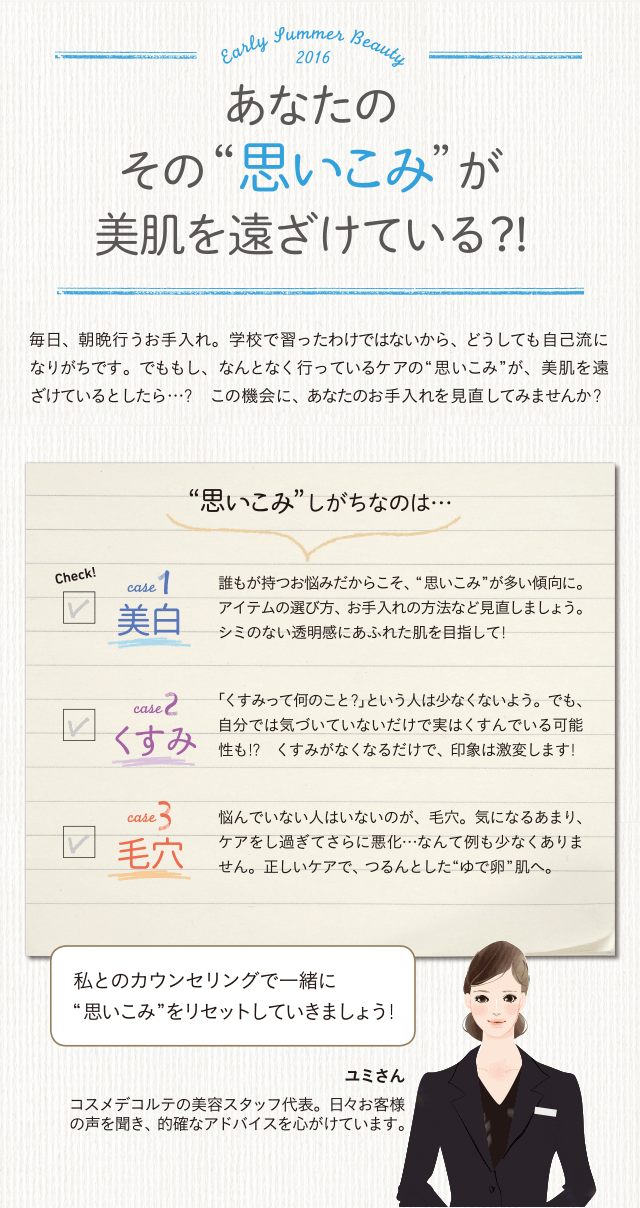 Early Summer Beauty
2016
あなたの
その“思いこみ”が
美肌を遠ざけている?!
毎日、朝晩行うお手入れ。学校で習ったわけではないから、どうしても自己流に
なりがちです。でももし、なんとなく行っているケアの“思いこみ”が、美肌を遠
ざけているとしたら…?　この機会に、あなたのお手入れを見直してみませんか?
“思いこみ”しがちなのは…
Check!
case 1
美白
誰もが持つお悩みだからこそ、“思いこみ”が多い傾向に。
アイテムの選び方、お手入れの方法など見直しましょう。
シミのない透明感にあふれた肌を目指して!
case 2
くすみ
「くすみって何のこと?」という人は少なくないよう。でも、
自分では気づいていないだけで実はくすんでいる可能
性も!?　くすみがなくなるだけで、印象は激変します!
case 3
毛穴
悩んでいない人はいないのが、毛穴。気になるあまり、
ケアをし過ぎてさらに悪化…なんて例も少なくありま
せん。正しいケアで、つるんとした“ゆで卵”肌へ。
私とのカウンセリングで一緒に
“思いこみ”をリセットしていきましょう!
ユミさん
コスメデコルテの美容スタッフ代表。日々お客様
の声を聞き、的確なアドバイスを心がけています。